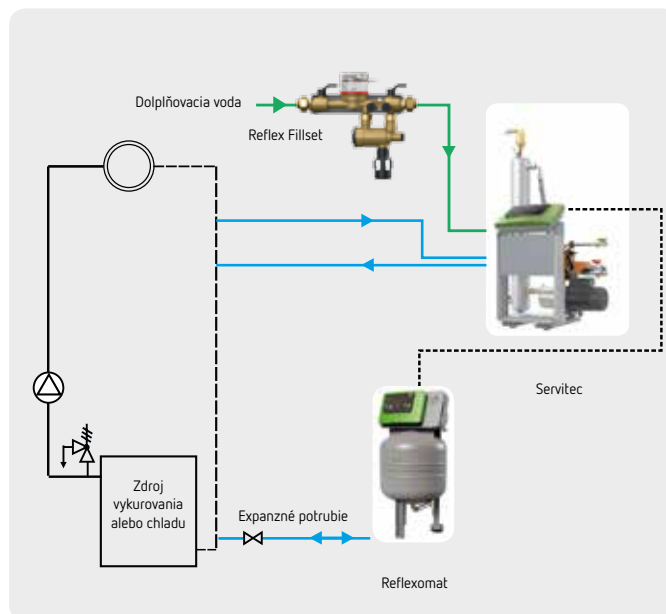 Dolplňovacia voda
Reflex Fillset
Servitec
Zdroj
vykurovania
alebo chladu
Expanzné potrubie
Reflexomat